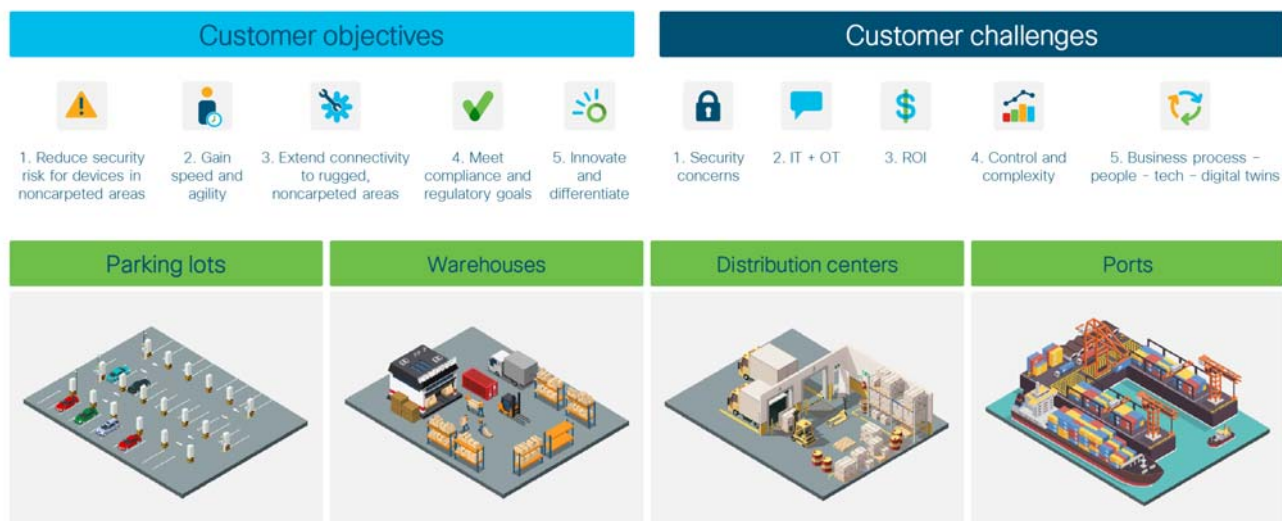 Customer objectives
Customer challenges
1. Reduce security
risk for devices in
noncarpeted areas
2. Gain
speed and
agility
3. Extend connectivity
to rugged,
noncarpeted areas
4. Meet
compliance and
regulatory goals
5. Innovate
and
differentiate
1. Security
concerns
2. IT + OT
3. ROI
4. Control and
complexity
5. Business process –
people – tech – digital twins
Parking lots
Warehouses
Distribution centers
Ports